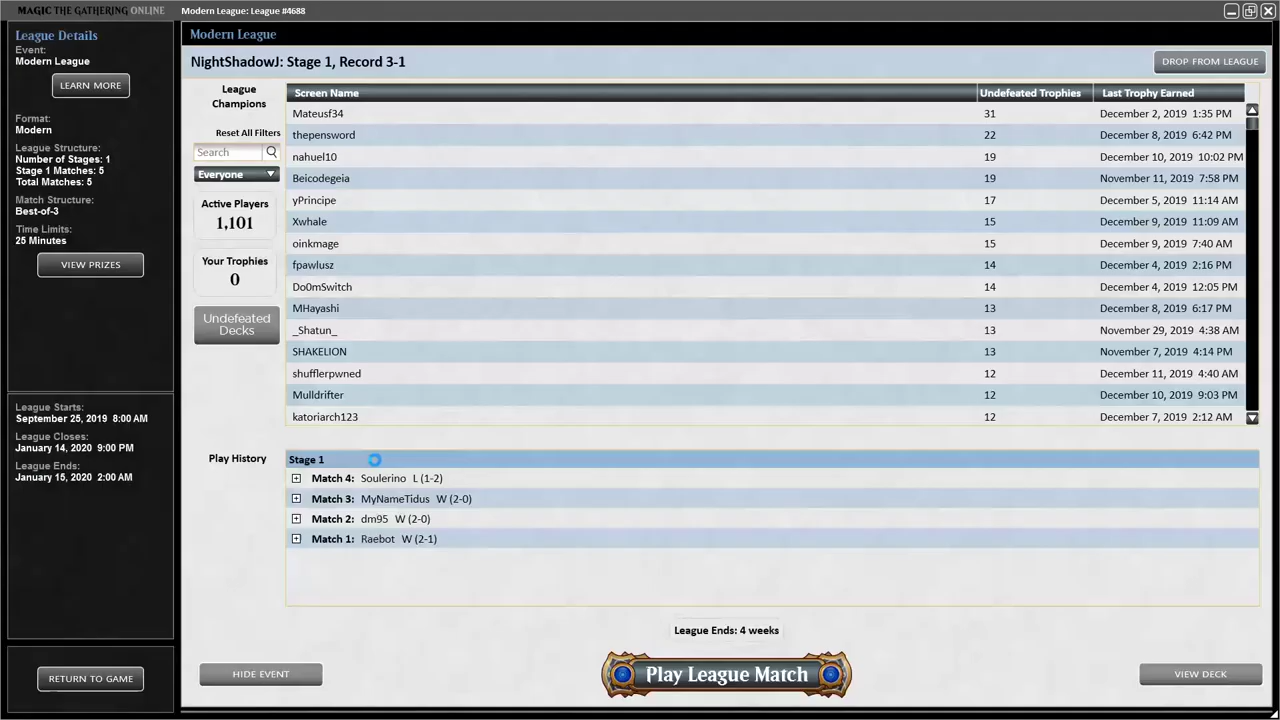 MAGIC THE GATHERING ONLINE Modern League: League #4688
League Details
Event:
Modern League
LEARN MORE
Format:
Modern
League Structure:
Number of Stages: 1
Stage 1 Matches: 5
Total Matches: 5
Match Structure:
Best-of-3
Time Limits:
25 Minutes
VIEW PRIZES
League Starts:
September 25, 2019 8:00 AM
League Closes:
January 14, 2020 9:00 PM
League Ends:
January 15, 2020 2:00 AM
RETURN TO GAME
Modern League
NightShadowJ: Stage 1, Record 3-1
DROP FROM LEAGUE
League
Champions
Reset All Filters
Search
Everyone
Active Players
1,101
Your Trophies
0
Undefeated
Decks
Screen Name Undefeated Trophies Last Trophy Earned
Mateusf34 31 December 2, 2019 1:35 PM
thepensword 22 December 8, 2019 6:42 PM
nahuel10 19 December 10, 2019 10:02 PM
Beicodegeia 19 November 11, 2019 7:58 PM
yPrincipe 17 December 5, 2019 11:14 AM
Xwhale 15 December 9, 2019 11:09 AM
oinkmage 15 December 9, 2019 7:40 AM
fpawlusz 14 December 4, 2019 2:16 PM
Do0mSwitch 14 December 4, 2019 12:05 PM
MHayashi 13 December 8, 2019 6:17 PM
_Shatun_ 13 November 29, 2019 4:38 AM
SHAKELION 13 November 7, 2019 4:14 PM
shufflerpwned 12 December 11, 2019 4:40 AM
Mulldrifter 12 December 10, 2019 9:03 PM
katoriarch123 12 December 7, 2019 2:12 AM
Play History
Stage 1
Match 4: Soulerino L (1-2)
Match 3: MyNameTidus W (2-0)
Match 2: dm95 W (2-0)
Match 1: Raebot W (2-1)
League Ends: 4 weeks
HIDE EVENT
Play League Match
VIEW DECK